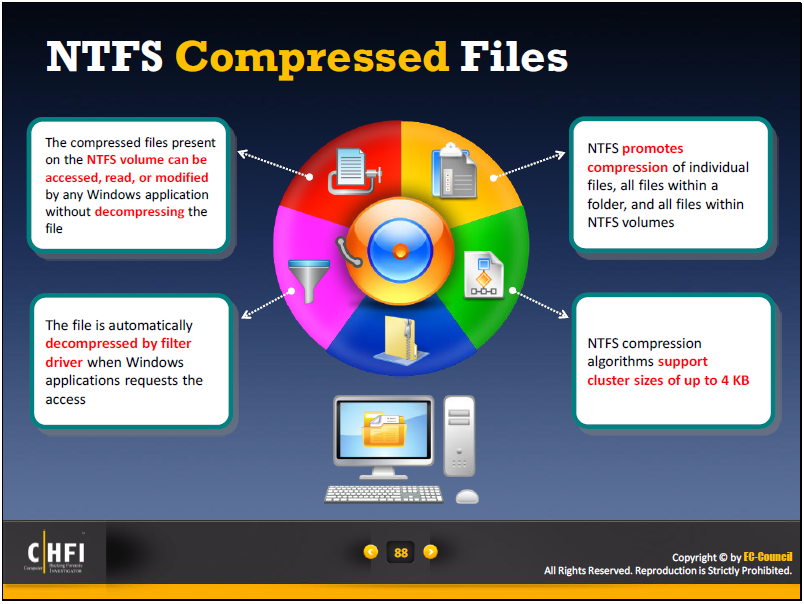 NTFS Compressed Files
The compressed files present
on the NTFS volume can be
accessed, read, or modified
by any Windows application
without decompressing the
file
NTFS promotes
compression of individual
files, all files within a
folder, and all files within
NTFS volumes
The file is automatically
decompressed by filter
driver when Windows
applications requests the
access
NTFS compression
algorithms support
cluster sizes of up to 4 KB
CHFI
Computer Hacking Forensic
INVESTIGATOR
88
Copyright © by EC-Council
All Rights Reserved. Reproduction is Strictly Prohibited.